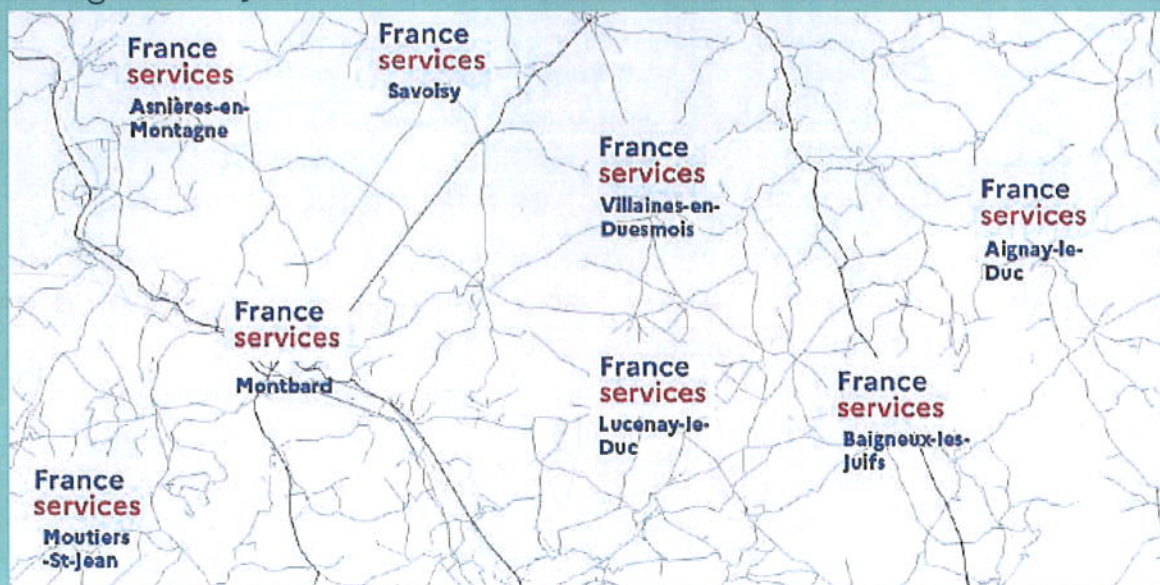 France
services
Asnières-en-
Montagne
France
services
Savoisy
France
services
Villaines-en-
Duesmois
France
services
Aignay-le-
Duc
France
services
Montbard
France
services
Lucenay-le-
Duc
France
services
Baigneux-les-
Juifs
France
services
Moutiers
-St-Jean